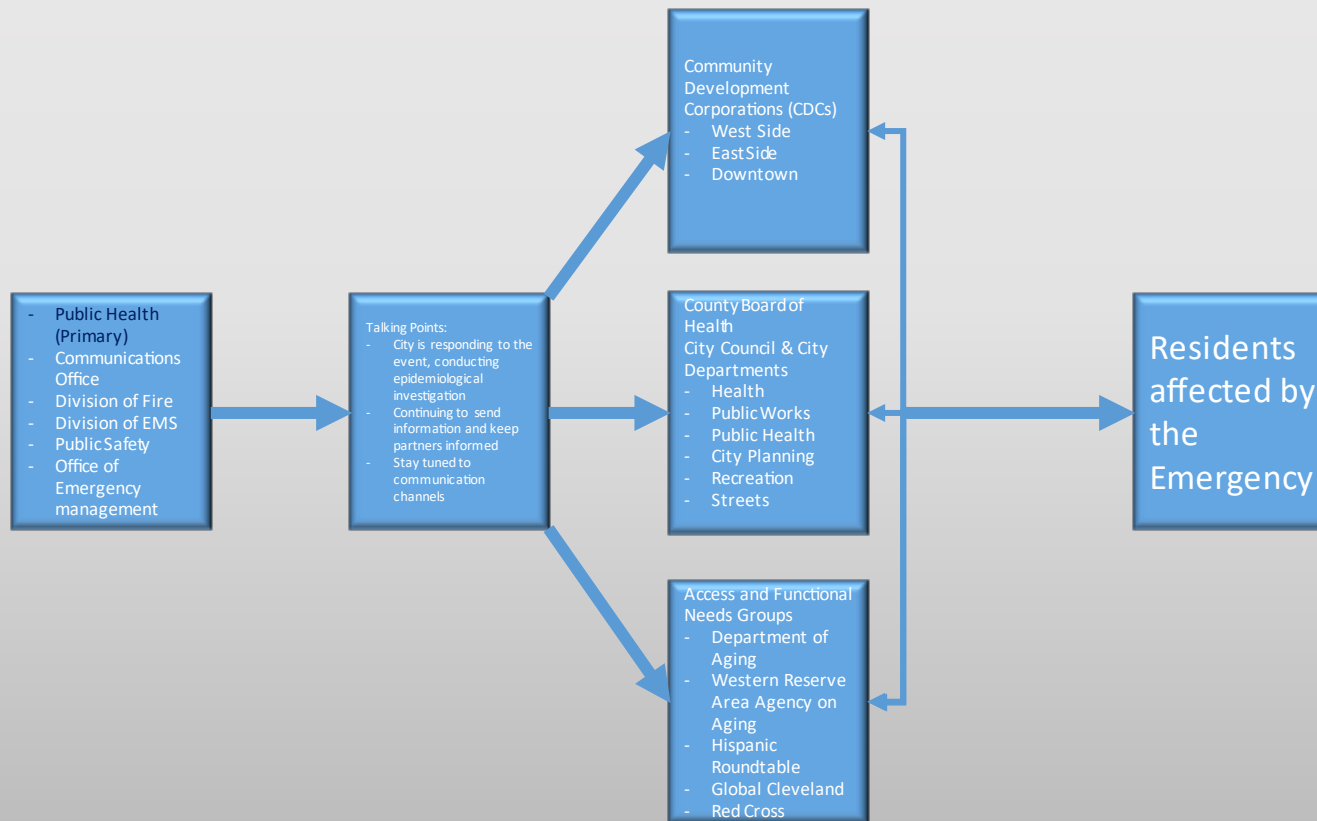 - Public Health
(Primary)
- Communications
Office
- Division of Fire
- Division of EMS
- Public Safety
- Office of
Emergency
management
Talking Points:
- City is responding to the
event, conducting
epidemiological
investigation
- Continuing to send
information and keep
partners informed
- Stay tuned to
communication
channels
Community
Development
Corporations (CDCs)
- West Side
- East Side
- Downtown
County Board of
Health
City Council & City
Departments
- Health
- Public Works
- Public Health
- City Planning
- Recreation
- Streets
Access and Functional
Needs Groups
- Department of
Aging
- Western Reserve
Area Agency on
Aging
- Hispanic
Roundtable
- Global Cleveland
- Red Cross
Residents
affected by
the
Emergency